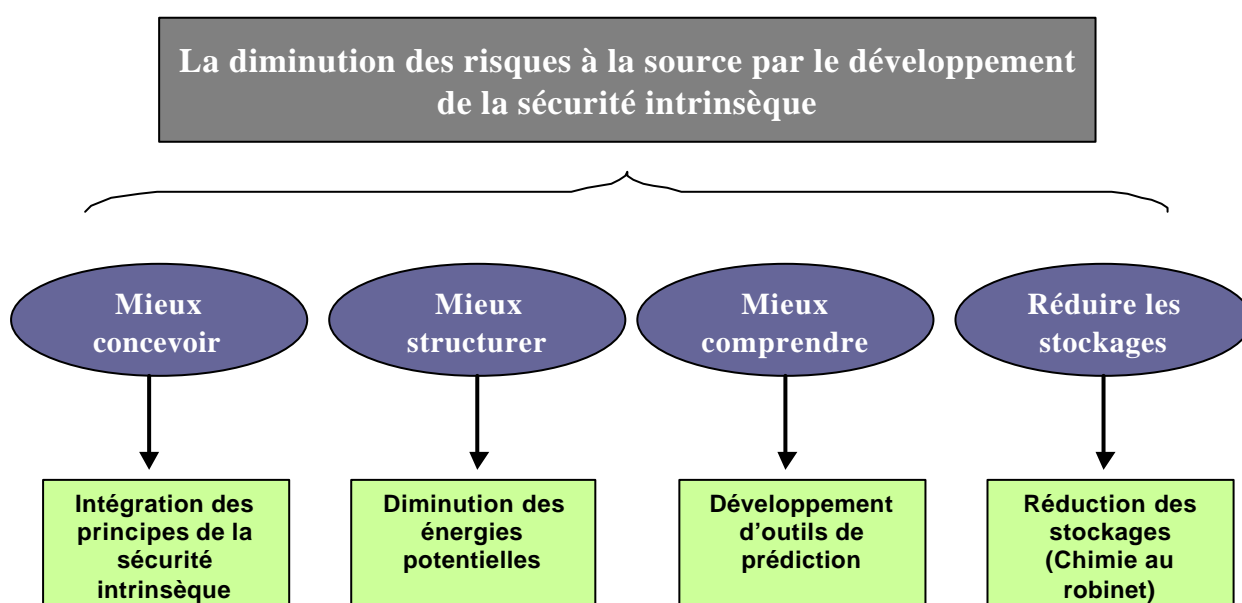 La diminution des risques à la source par le développement
de la sécurité intrinsèque
Mieux
concevoir
Mieux
structurer
Mieux
comprendre
Réduire les
stockages
Intégration des
principes de la
sécurité
intrinsèque
Diminution des
énergies
potentielles
Développement
d'outils de
prédiction
Réduction des
stockages
(Chimie au
robinet)